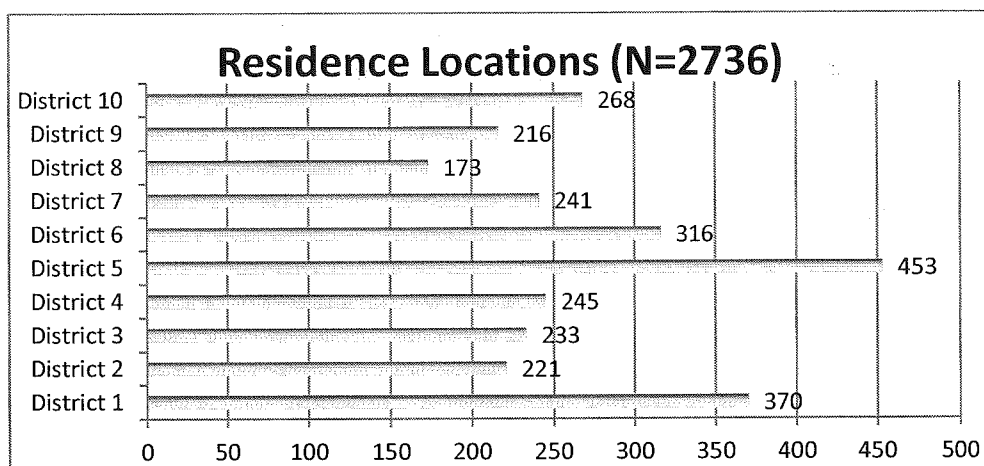 Residence Locations (N=2736)
District 10 268
District 9 216
District 8 173
District 7 241
District 6 316
District 5 453
District 4 245
District 3 233
District 2 221
District 1 370
0 50 100 150 200 250 300 350 400 450 500